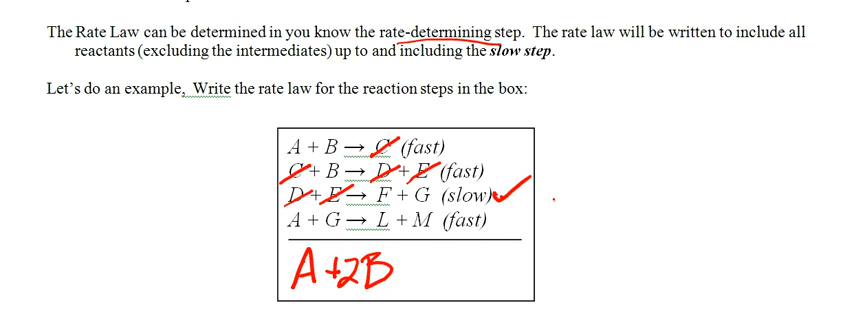 The Rate Law can be determined in you know the rate-determining step.  The rate law will be written to include all
reactants (excluding the intermediates) up to and including the slow step.
Let's do an example,  Write the rate law for the reaction steps in the box:
A + B → C (fast)
C + B → D + E (fast)
D + E → F + G (slow)
A + G → L + M (fast)
A +2B